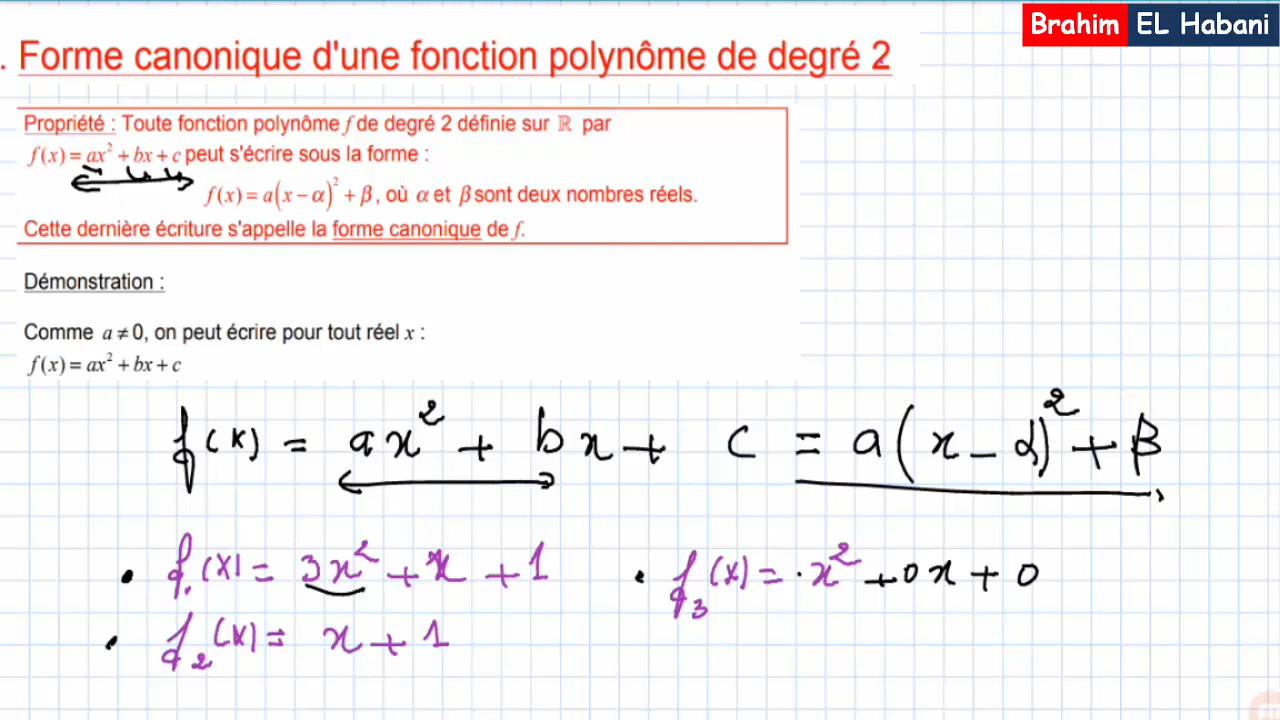 Brahim EL Habani
. Forme canonique d'une fonction polynôme de degré 2
Propriété : Toute fonction polynôme f de degré 2 définie sur ℝ par
f(x) = ax² + bx + c peut s'écrire sous la forme :
f(x) = a(x − α)² + β, où α et β sont deux nombres réels.
Cette dernière écriture s'appelle la forme canonique de f.
Démonstration :
Comme a ≠ 0, on peut écrire pour tout réel x :
f(x) = ax² + bx + c
f(x) = ax² + bx + c = a(x − α)² + β
• f₁(x) = 3x² + x + 1
• f₃(x) = ·x² + 0x + 0
• f₂(x) = x + 1